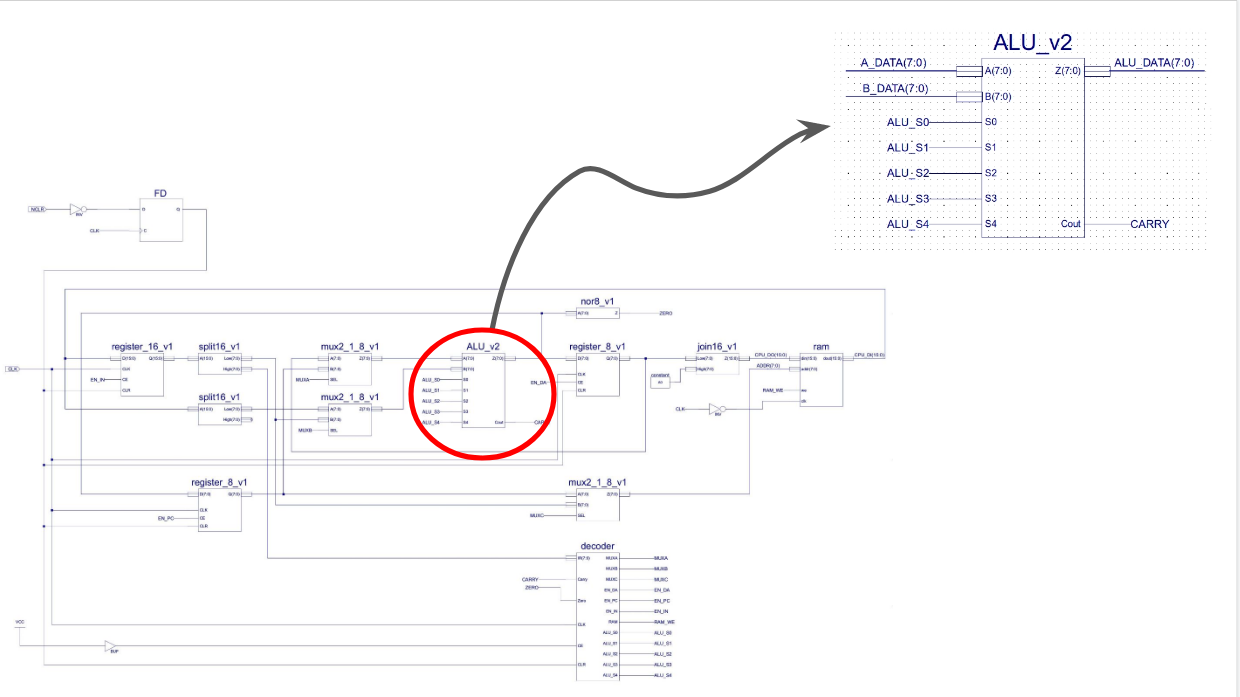 ALU_v2
A_DATA(7:0)
A(7:0)
Z(7:0)
ALU_DATA(7:0)
B_DATA(7:0)
B(7:0)
ALU_S0
S0
ALU_S1
S1
ALU_S2
S2
ALU_S3
S3
ALU_S4
S4
Cout
CARRY
FD
NCLR
INV
D
Q
CLK
C
nor8_v1
A(7:0)
Z
ZERO
register_16_v1
D(15:0)
Q(15:0)
CLK
EN_IN
CE
CLR
split16_v1
A(15:0)
Low(7:0)
High(7:0)
mux2_1_8_v1
A(7:0)
Z(7:0)
B(7:0)
MUXA
SEL
ALU_v2
A(7:0)
Z(7:0)
B(7:0)
ALU_S0
S0
ALU_S1
S1
ALU_S2
S2
ALU_S3
S3
ALU_S4
S4
Cout
register_8_v1
D(7:0)
Q(7:0)
CLK
EN_DA
CE
CLR
join16_v1
Low(7:0)
Z(15:0)
High(7:0)
constant
CPU_DO(15:0)
ADDR(7:0)
RAM_WE
CLK
INV
ram
din(15:0)
dout(15:0)
addr(7:0)
we
clk
CPU_DI(15:0)
CLK
split16_v1
A(15:0)
Low(7:0)
High(7:0)
mux2_1_8_v1
A(7:0)
Z(7:0)
B(7:0)
MUXB
SEL
register_8_v1
D(7:0)
Q(7:0)
CLK
EN_PC
CE
CLR
mux2_1_8_v1
A(7:0)
Z(7:0)
B(7:0)
MUXC
SEL
decoder
IR(7:0)
MUXA
MUXA
MUXB
MUXB
CARRY
Carry
MUXC
MUXC
ZERO
EN_DA
EN_DA
Zero
EN_PC
EN_PC
EN_IN
EN_IN
RAM
RAM_WE
VCC
CLK
ALU_S0
ALU_S0
ALU_S1
ALU_S1
BUF
CE
ALU_S2
ALU_S2
CLR
ALU_S3
ALU_S3
ALU_S4
ALU_S4